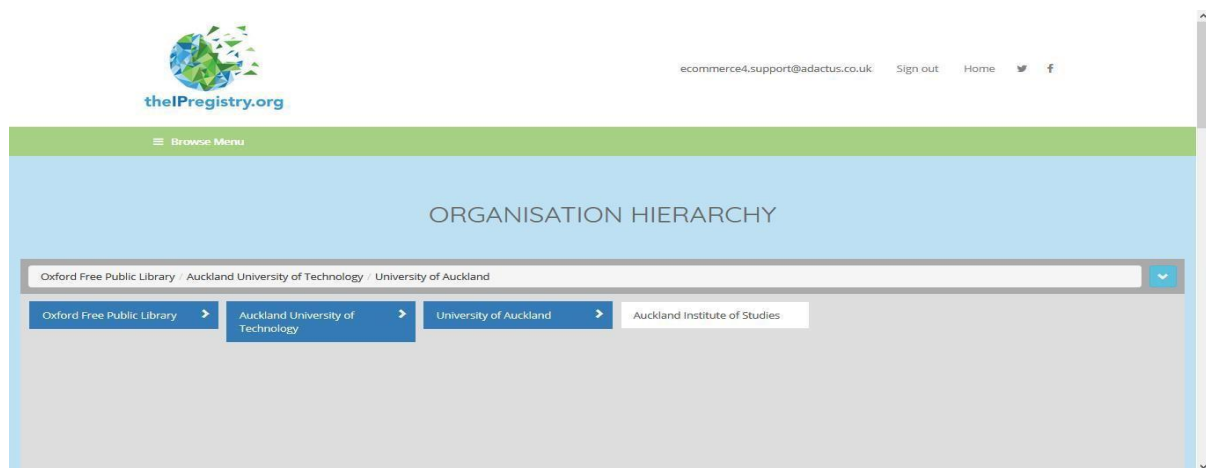 theIPregistry.org
ecommerce4.support@adactus.co.uk Sign out Home
Browse Menu
ORGANISATION HIERARCHY
Oxford Free Public Library / Auckland University of Technology / University of Auckland
Oxford Free Public Library
Auckland University of
Technology
University of Auckland
Auckland Institute of Studies